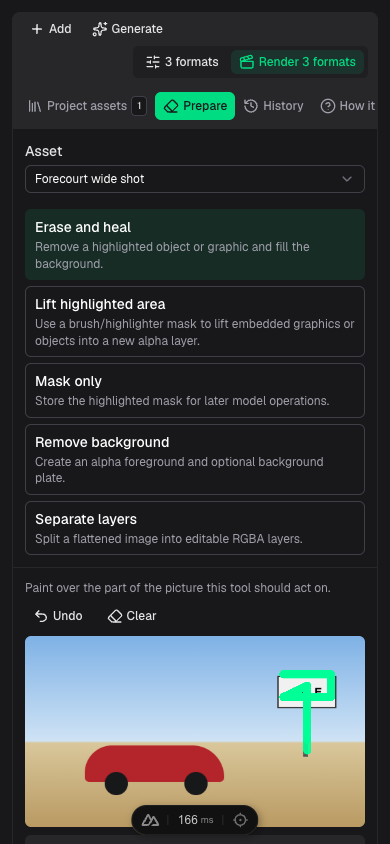 Add
Generate
3 formats
Render 3 formats
Project assets 1
Prepare
History
How it
Asset
Forecourt wide shot
Erase and heal
Remove a highlighted object or graphic and fill the
background.
Lift highlighted area
Use a brush/highlighter mask to lift embedded graphics or
objects into a new alpha layer.
Mask only
Store the highlighted mask for later model operations.
Remove background
Create an alpha foreground and optional background
plate.
Separate layers
Split a flattened image into editable RGBA layers.
Paint over the part of the picture this tool should act on.
Undo
Clear
166 ms